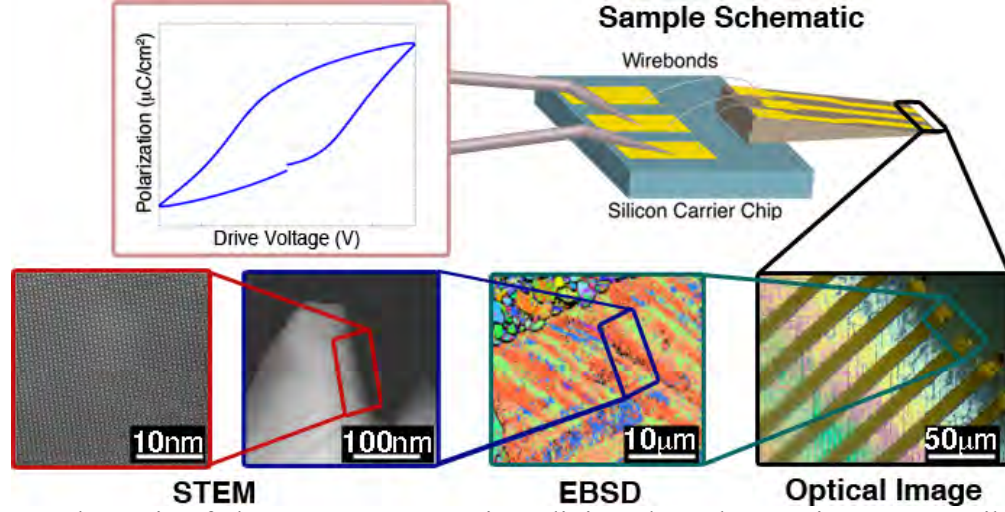 Sample Schematic
Polarization (μC/cm²)
Drive Voltage (V)
Wirebonds
Silicon Carrier Chip
10nm
100nm
10μm
50μm
STEM
EBSD
Optical Image